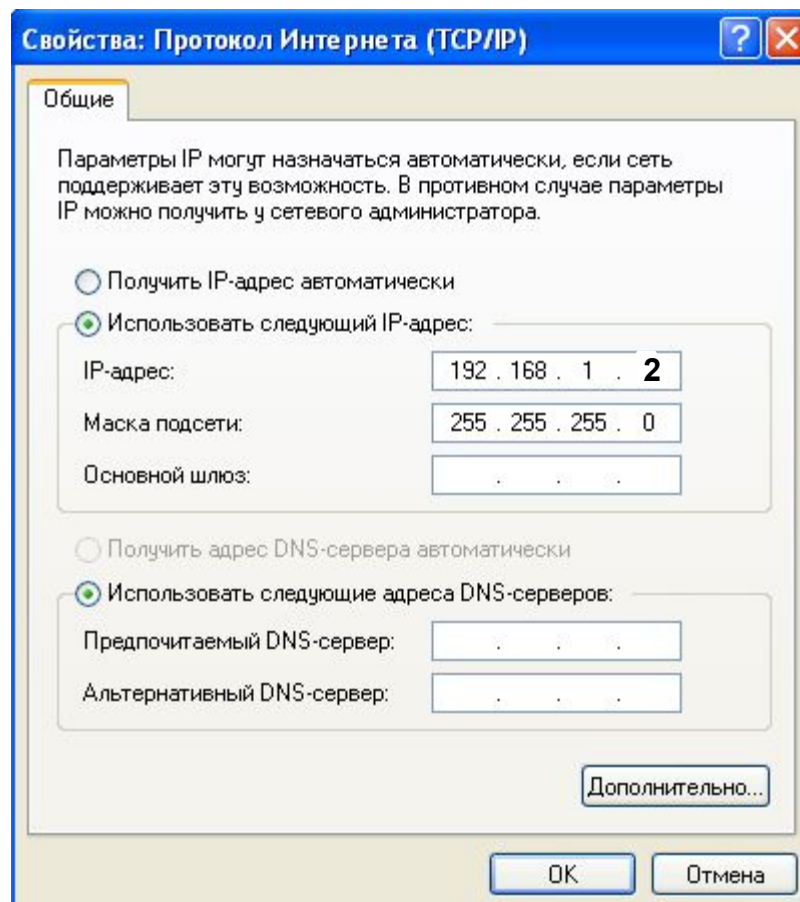 Свойства: Протокол Интернета (TCP/IP)
Общие
Параметры IP могут назначаться автоматически, если сеть
поддерживает эту возможность. В противном случае параметры
IP можно получить у сетевого администратора.
Получить IP-адрес автоматически
Использовать следующий IP-адрес:
IP-адрес: 192 . 168 . 1 . 2
Маска подсети: 255 . 255 . 255 . 0
Основной шлюз: . . .
Получить адрес DNS-сервера автоматически
Использовать следующие адреса DNS-серверов:
Предпочитаемый DNS-сервер: . . .
Альтернативный DNS-сервер: . . .
Дополнительно...
OK Отмена